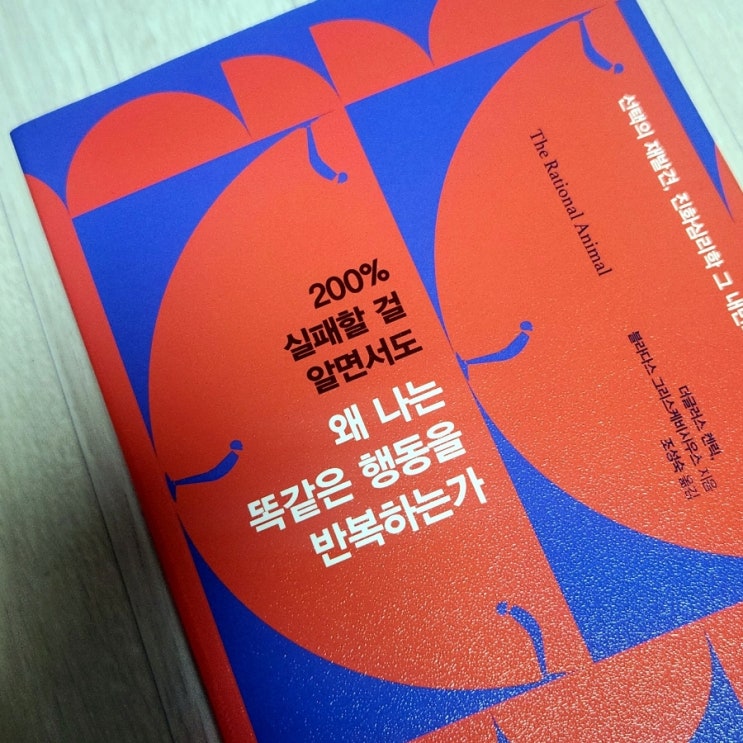 200%
실패할 걸
알면서도
왜 나는
똑같은 행동을
반복하는가
The Rational Animal
선택의 재발견, 진화심리학 그 내면
더글러스 켄릭,
블라다스 그리스케비시우스 지음
조성숙 옮김